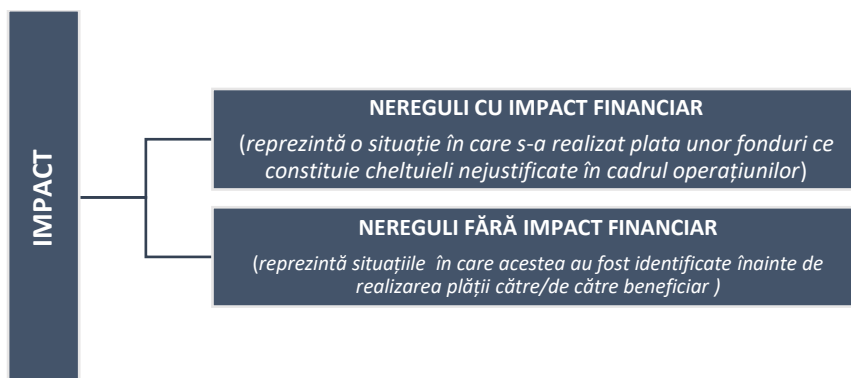 IMPACT
NEREGULI CU IMPACT FINANCIAR
(reprezintă o situație în care s-a realizat plata unor fonduri ce
constituie cheltuieli nejustificate în cadrul operațiunilor)
NEREGULI FĂRĂ IMPACT FINANCIAR
(reprezintă situațiile în care acestea au fost identificate înainte de
realizarea plății către/de către beneficiar )